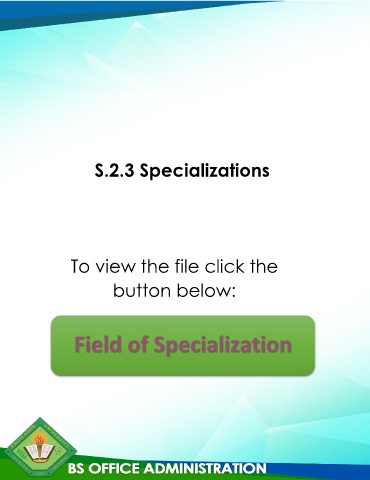 S.2.3 Specializations
To view the file click the
button below:
Field of Specialization
BS OFFICE ADMINISTRATION